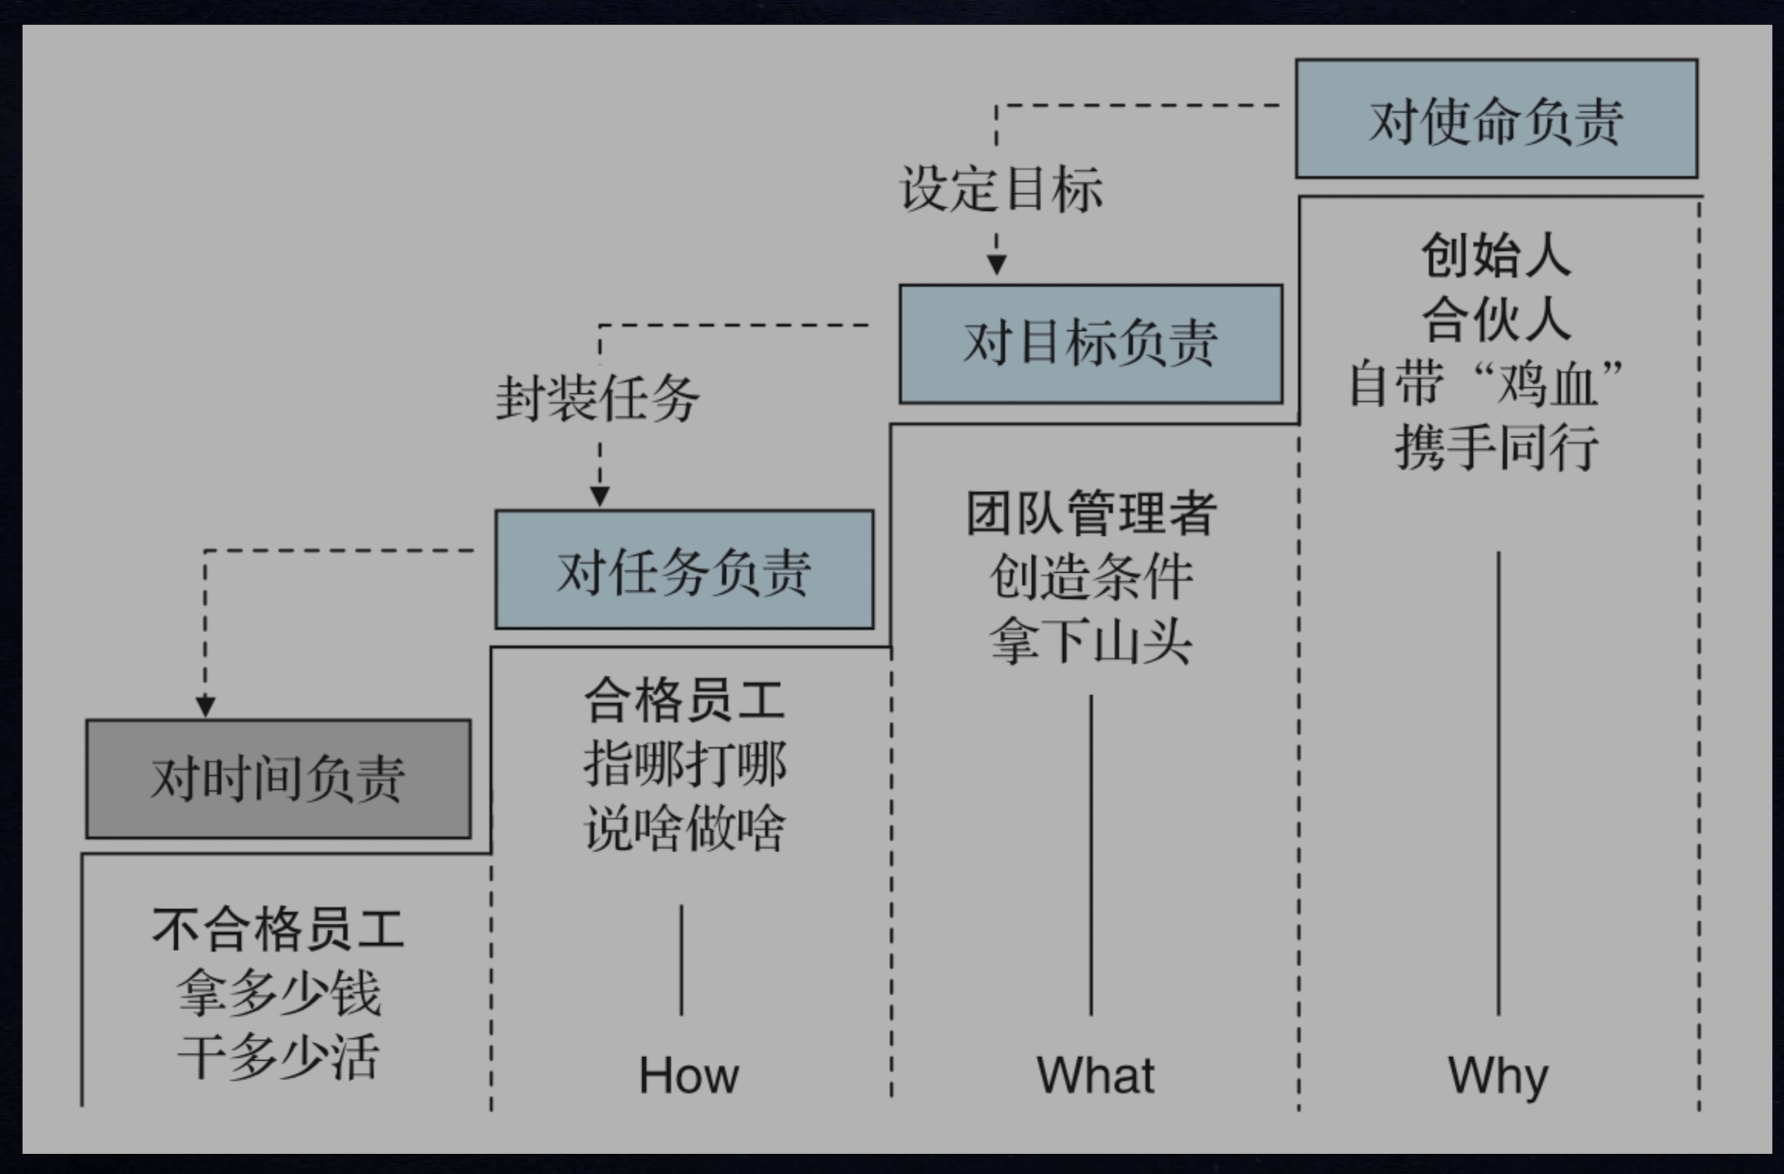 对使命负责
设定目标
创始人
合伙人
自带“鸡血”
携手同行
对目标负责
封装任务
团队管理者
创造条件
拿下山头
对任务负责
合格员工
指哪打哪
说啥做啥
对时间负责
不合格员工
拿多少钱
干多少活
How
What
Why